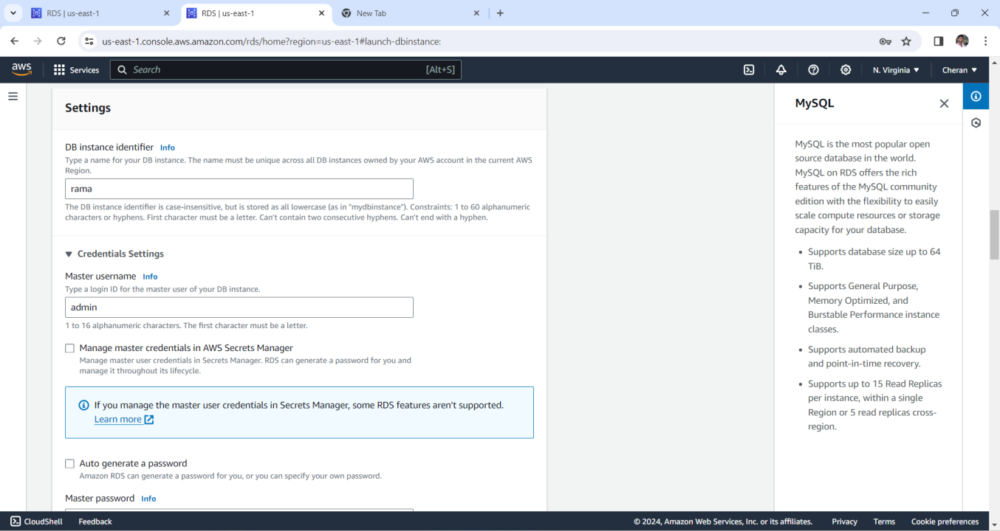 RDS | us-east-1
RDS | us-east-1
New Tab
us-east-1.console.aws.amazon.com/rds/home?region=us-east-1#launch-dbinstance:
aws
Services
Search
[Alt+S]
N. Virginia
Cheran
Settings
DB instance identifier Info
Type a name for your DB instance. The name must be unique across all DB instances owned by your AWS account in the current AWS
Region.
rama
The DB instance identifier is case-insensitive, but is stored as all lowercase (as in "mydbinstance"). Constraints: 1 to 60 alphanumeric
characters or hyphens. First character must be a letter. Can't contain two consecutive hyphens. Can't end with a hyphen.
Credentials Settings
Master username Info
Type a login ID for the master user of your DB instance.
admin
1 to 16 alphanumeric characters. The first character must be a letter.
Manage master credentials in AWS Secrets Manager
Manage master user credentials in Secrets Manager. RDS can generate a password for you and
manage it throughout its lifecycle.
If you manage the master user credentials in Secrets Manager, some RDS features aren't supported.
Learn more
Auto generate a password
Amazon RDS can generate a password for you, or you can specify your own password.
Master password Info
MySQL
MySQL is the most popular open
source database in the world.
MySQL on RDS offers the rich
features of the MySQL community
edition with the flexibility to easily
scale compute resources or storage
capacity for your database.
• Supports database size up to 64
TiB.
• Supports General Purpose,
Memory Optimized, and
Burstable Performance instance
classes.
• Supports automated backup
and point-in-time recovery.
• Supports up to 15 Read Replicas
per instance, within a single
Region or 5 read replicas cross-
region.
CloudShell
Feedback
© 2024, Amazon Web Services, Inc. or its affiliates.
Privacy
Terms
Cookie preferences